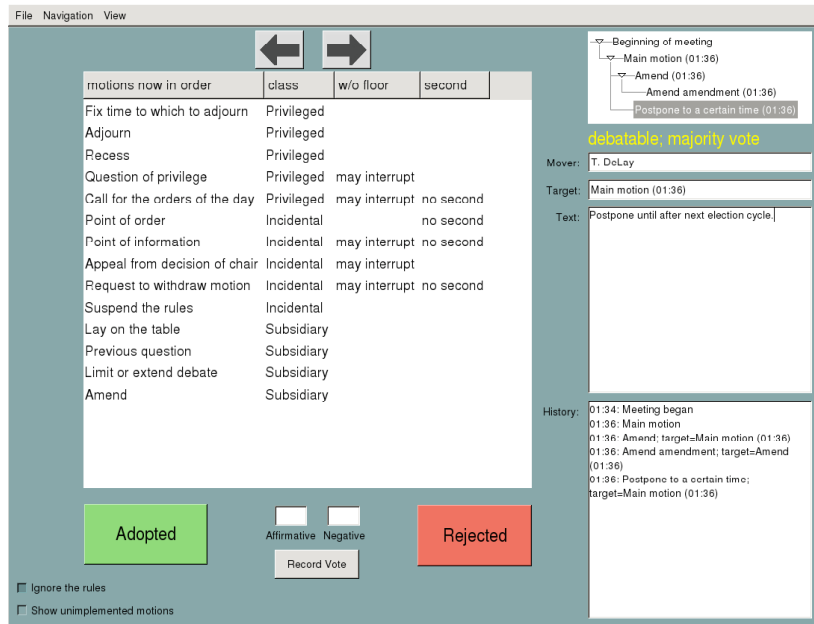 File Navigation View
motions now in order class w/o floor second
Fix time to which to adjourn Privileged
Adjourn Privileged
Recess Privileged
Question of privilege Privileged may interrupt
Call for the orders of the day Privileged may interrupt no second
Point of order Incidental no second
Point of information Incidental may interrupt no second
Appeal from decision of chair Incidental may interrupt
Request to withdraw motion Incidental may interrupt no second
Suspend the rules Incidental
Lay on the table Subsidiary
Previous question Subsidiary
Limit or extend debate Subsidiary
Amend Subsidiary
Adopted
Affirmative Negative
Record Vote
Rejected
Ignore the rules
Show unimplemented motions
Beginning of meeting
Main motion (01:36)
Amend (01:36)
Amend amendment (01:36)
Postpone to a certain time (01:36)
debatable; majority vote
Mover: T. DeLay
Target: Main motion (01:36)
Text: Postpone until after next election cycle.
History: 01:34: Meeting began
01:36: Main motion
01:36: Amend; target=Main motion (01:36)
01:36: Amend amendment; target=Amend
(01:36)
01:36: Postpone to a certain time;
target=Main motion (01:36)